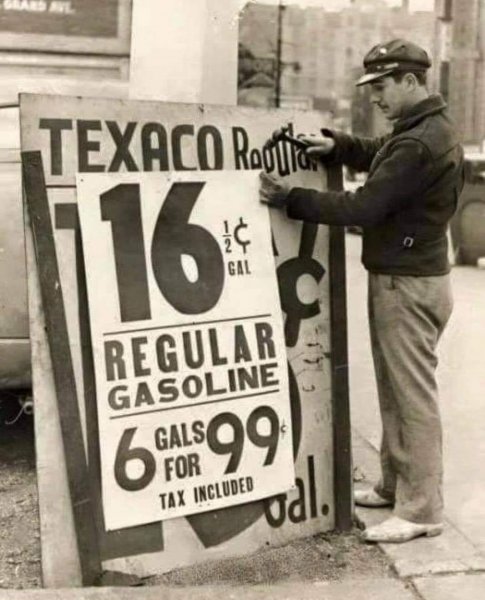 GRAND AVE.
TEXACO Regular
16 ½ ¢
GAL
¢
REGULAR
GASOLINE
6 GALS FOR 99¢
TAX INCLUDED
Gal.